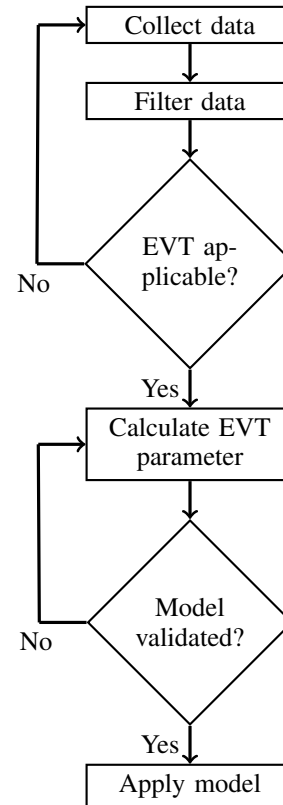 Collect data
Filter data
EVT ap-
plicable?
No
Yes
Calculate EVT
parameter
Model
validated?
No
Yes
Apply model